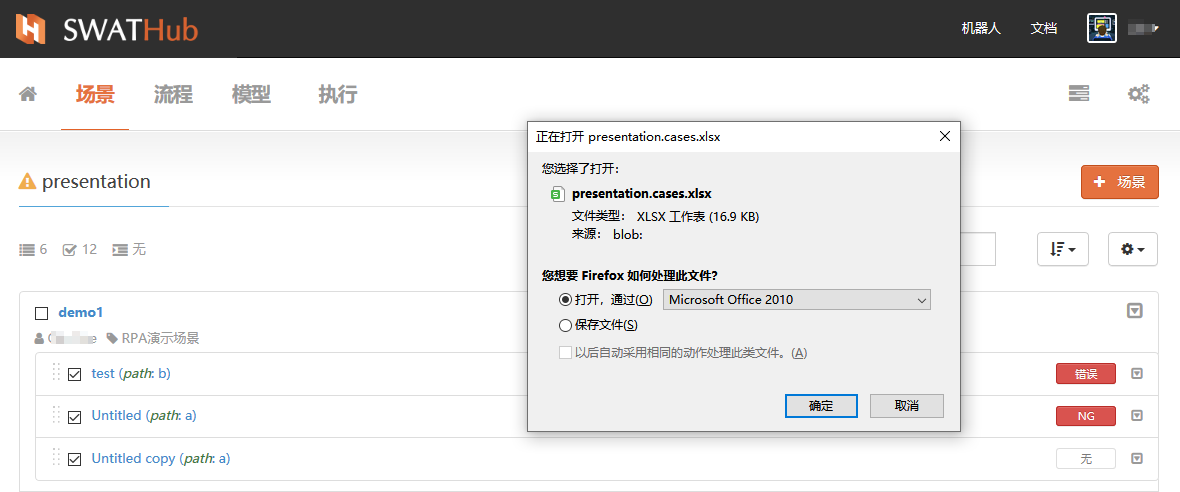 SWATHub
机器人 文档
场景 流程 模型 执行
presentation
+ 场景
6 12 无
demo1
RPA演示场景
test (path: b)
错误
Untitled (path: a)
NG
Untitled copy (path: a)
无
正在打开 presentation.cases.xlsx
您选择了打开:
presentation.cases.xlsx
文件类型: XLSX 工作表 (16.9 KB)
来源: blob:
您想要 Firefox 如何处理此文件?
打开，通过(O) Microsoft Office 2010
保存文件(S)
以后自动采用相同的动作处理此类文件。(A)
确定 取消